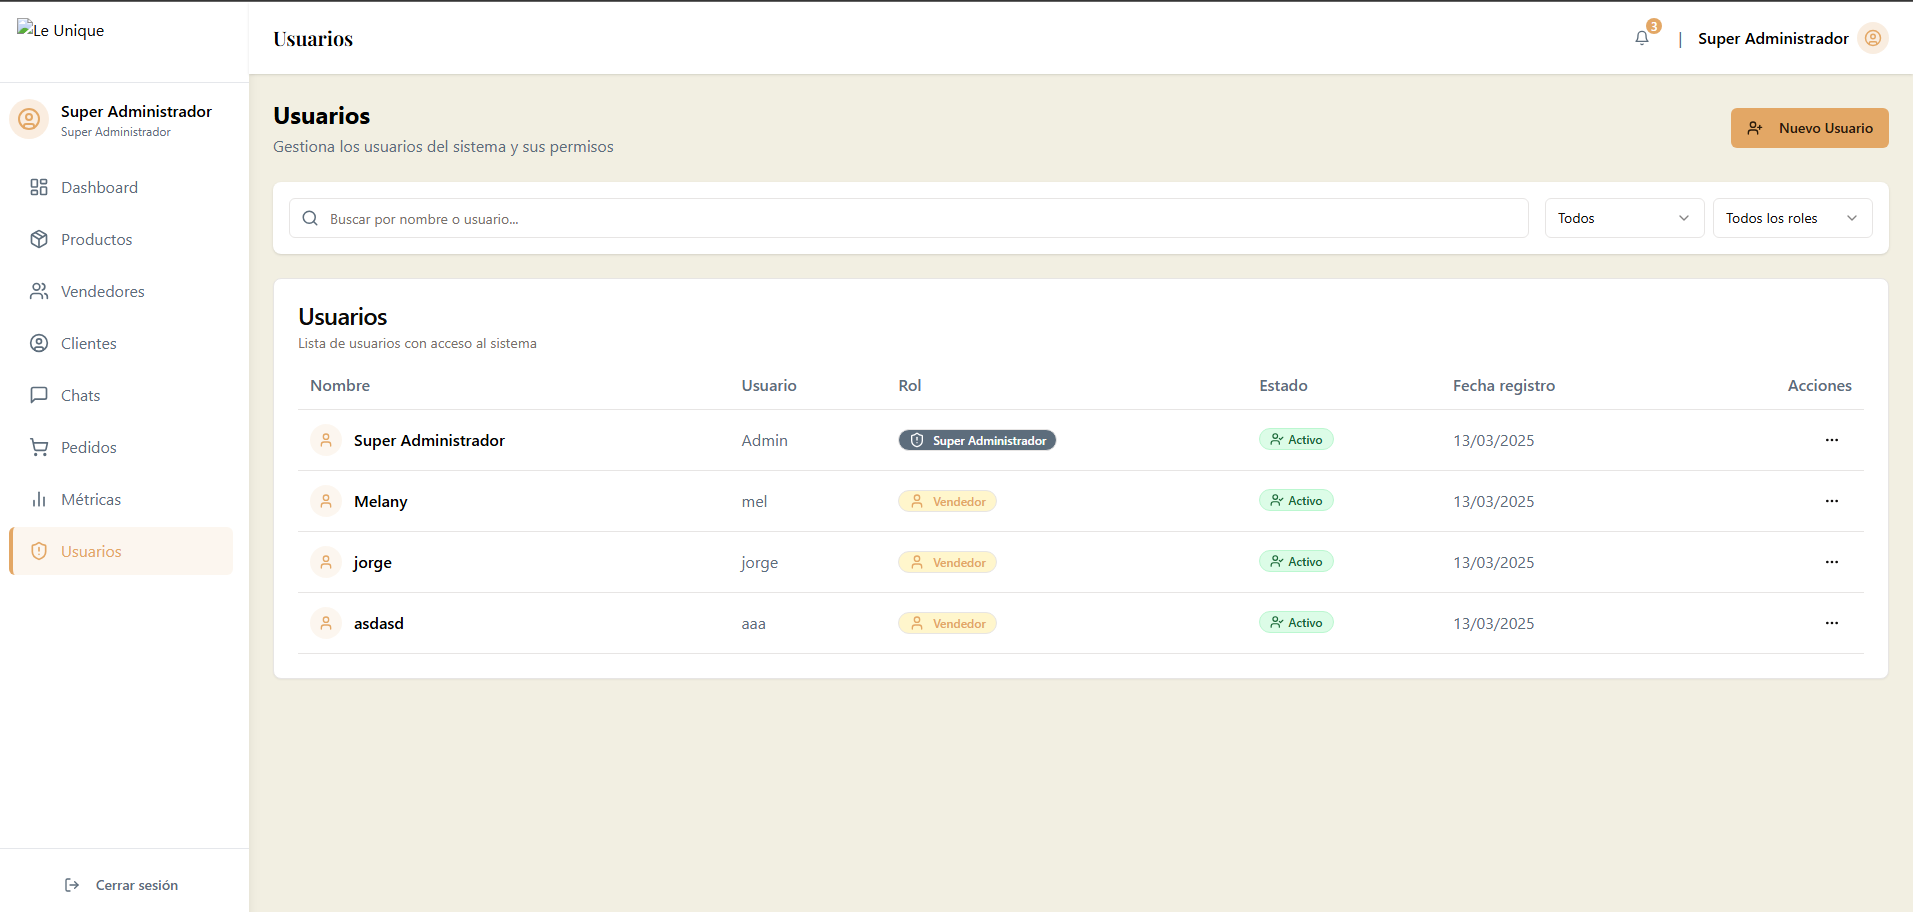 Le Unique
Usuarios
3
|
Super Administrador
Super Administrador
Super Administrador
Dashboard
Productos
Vendedores
Clientes
Chats
Pedidos
Métricas
Usuarios
Cerrar sesión
Usuarios
Gestiona los usuarios del sistema y sus permisos
Nuevo Usuario
Buscar por nombre o usuario...
Todos
Todos los roles
Usuarios
Lista de usuarios con acceso al sistema
Nombre Usuario Rol Estado Fecha registro Acciones
Super Administrador Admin Super Administrador Activo 13/03/2025 ...
Melany mel Vendedor Activo 13/03/2025 ...
jorge jorge Vendedor Activo 13/03/2025 ...
asdasd aaa Vendedor Activo 13/03/2025 ...